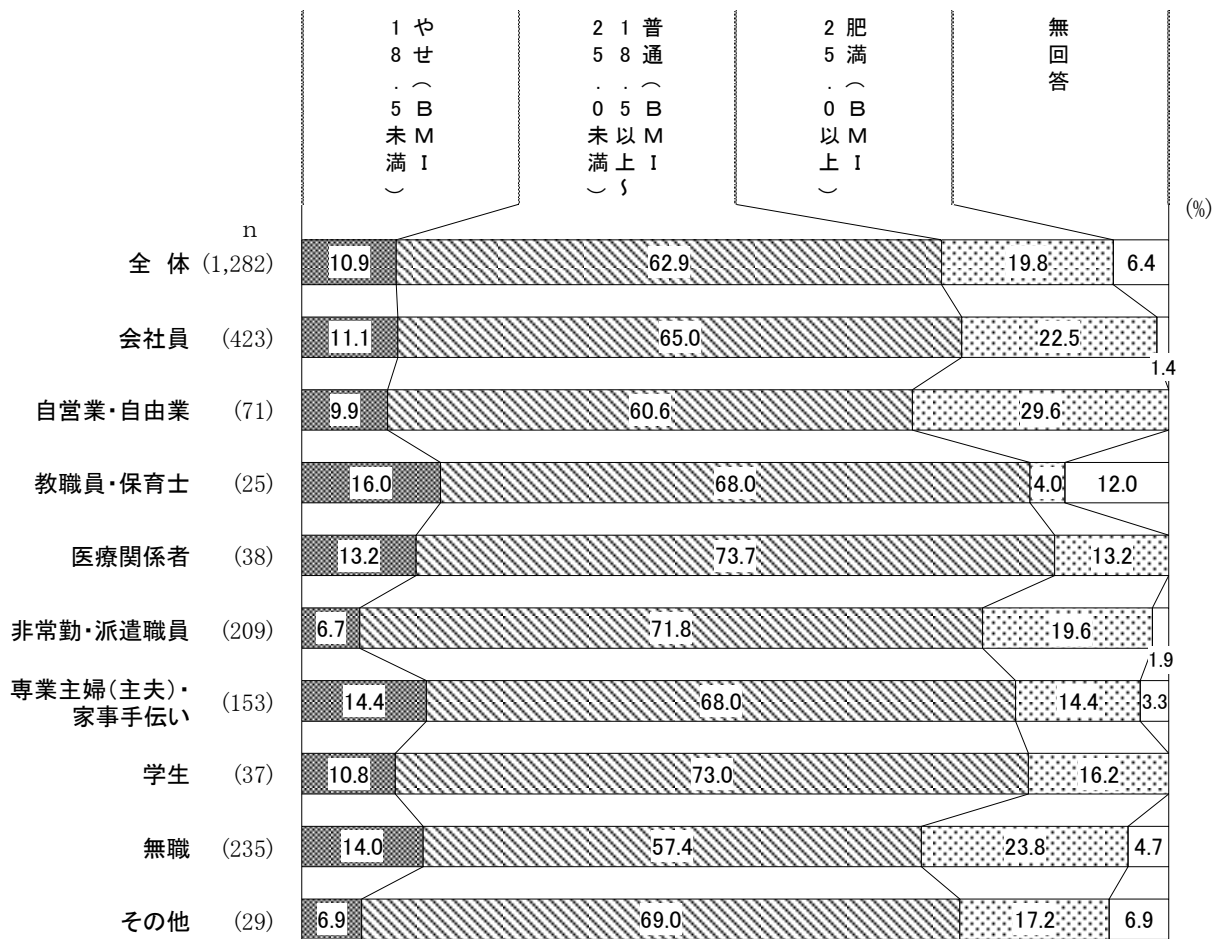 やせ（BMI
18.5未満）
普通（BMI
18.5以上～
25.0未満）
肥満（BMI
25.0以上）
無回答
(%)
n
全 体 (1,282) 10.9 62.9 19.8 6.4
会社員 (423) 11.1 65.0 22.5 1.4
自営業・自由業 (71) 9.9 60.6 29.6
教職員・保育士 (25) 16.0 68.0 4.0 12.0
医療関係者 (38) 13.2 73.7 13.2
非常勤・派遣職員 (209) 6.7 71.8 19.6 1.9
専業主婦（主夫）・
家事手伝い (153) 14.4 68.0 14.4 3.3
学生 (37) 10.8 73.0 16.2
無職 (235) 14.0 57.4 23.8 4.7
その他 (29) 6.9 69.0 17.2 6.9